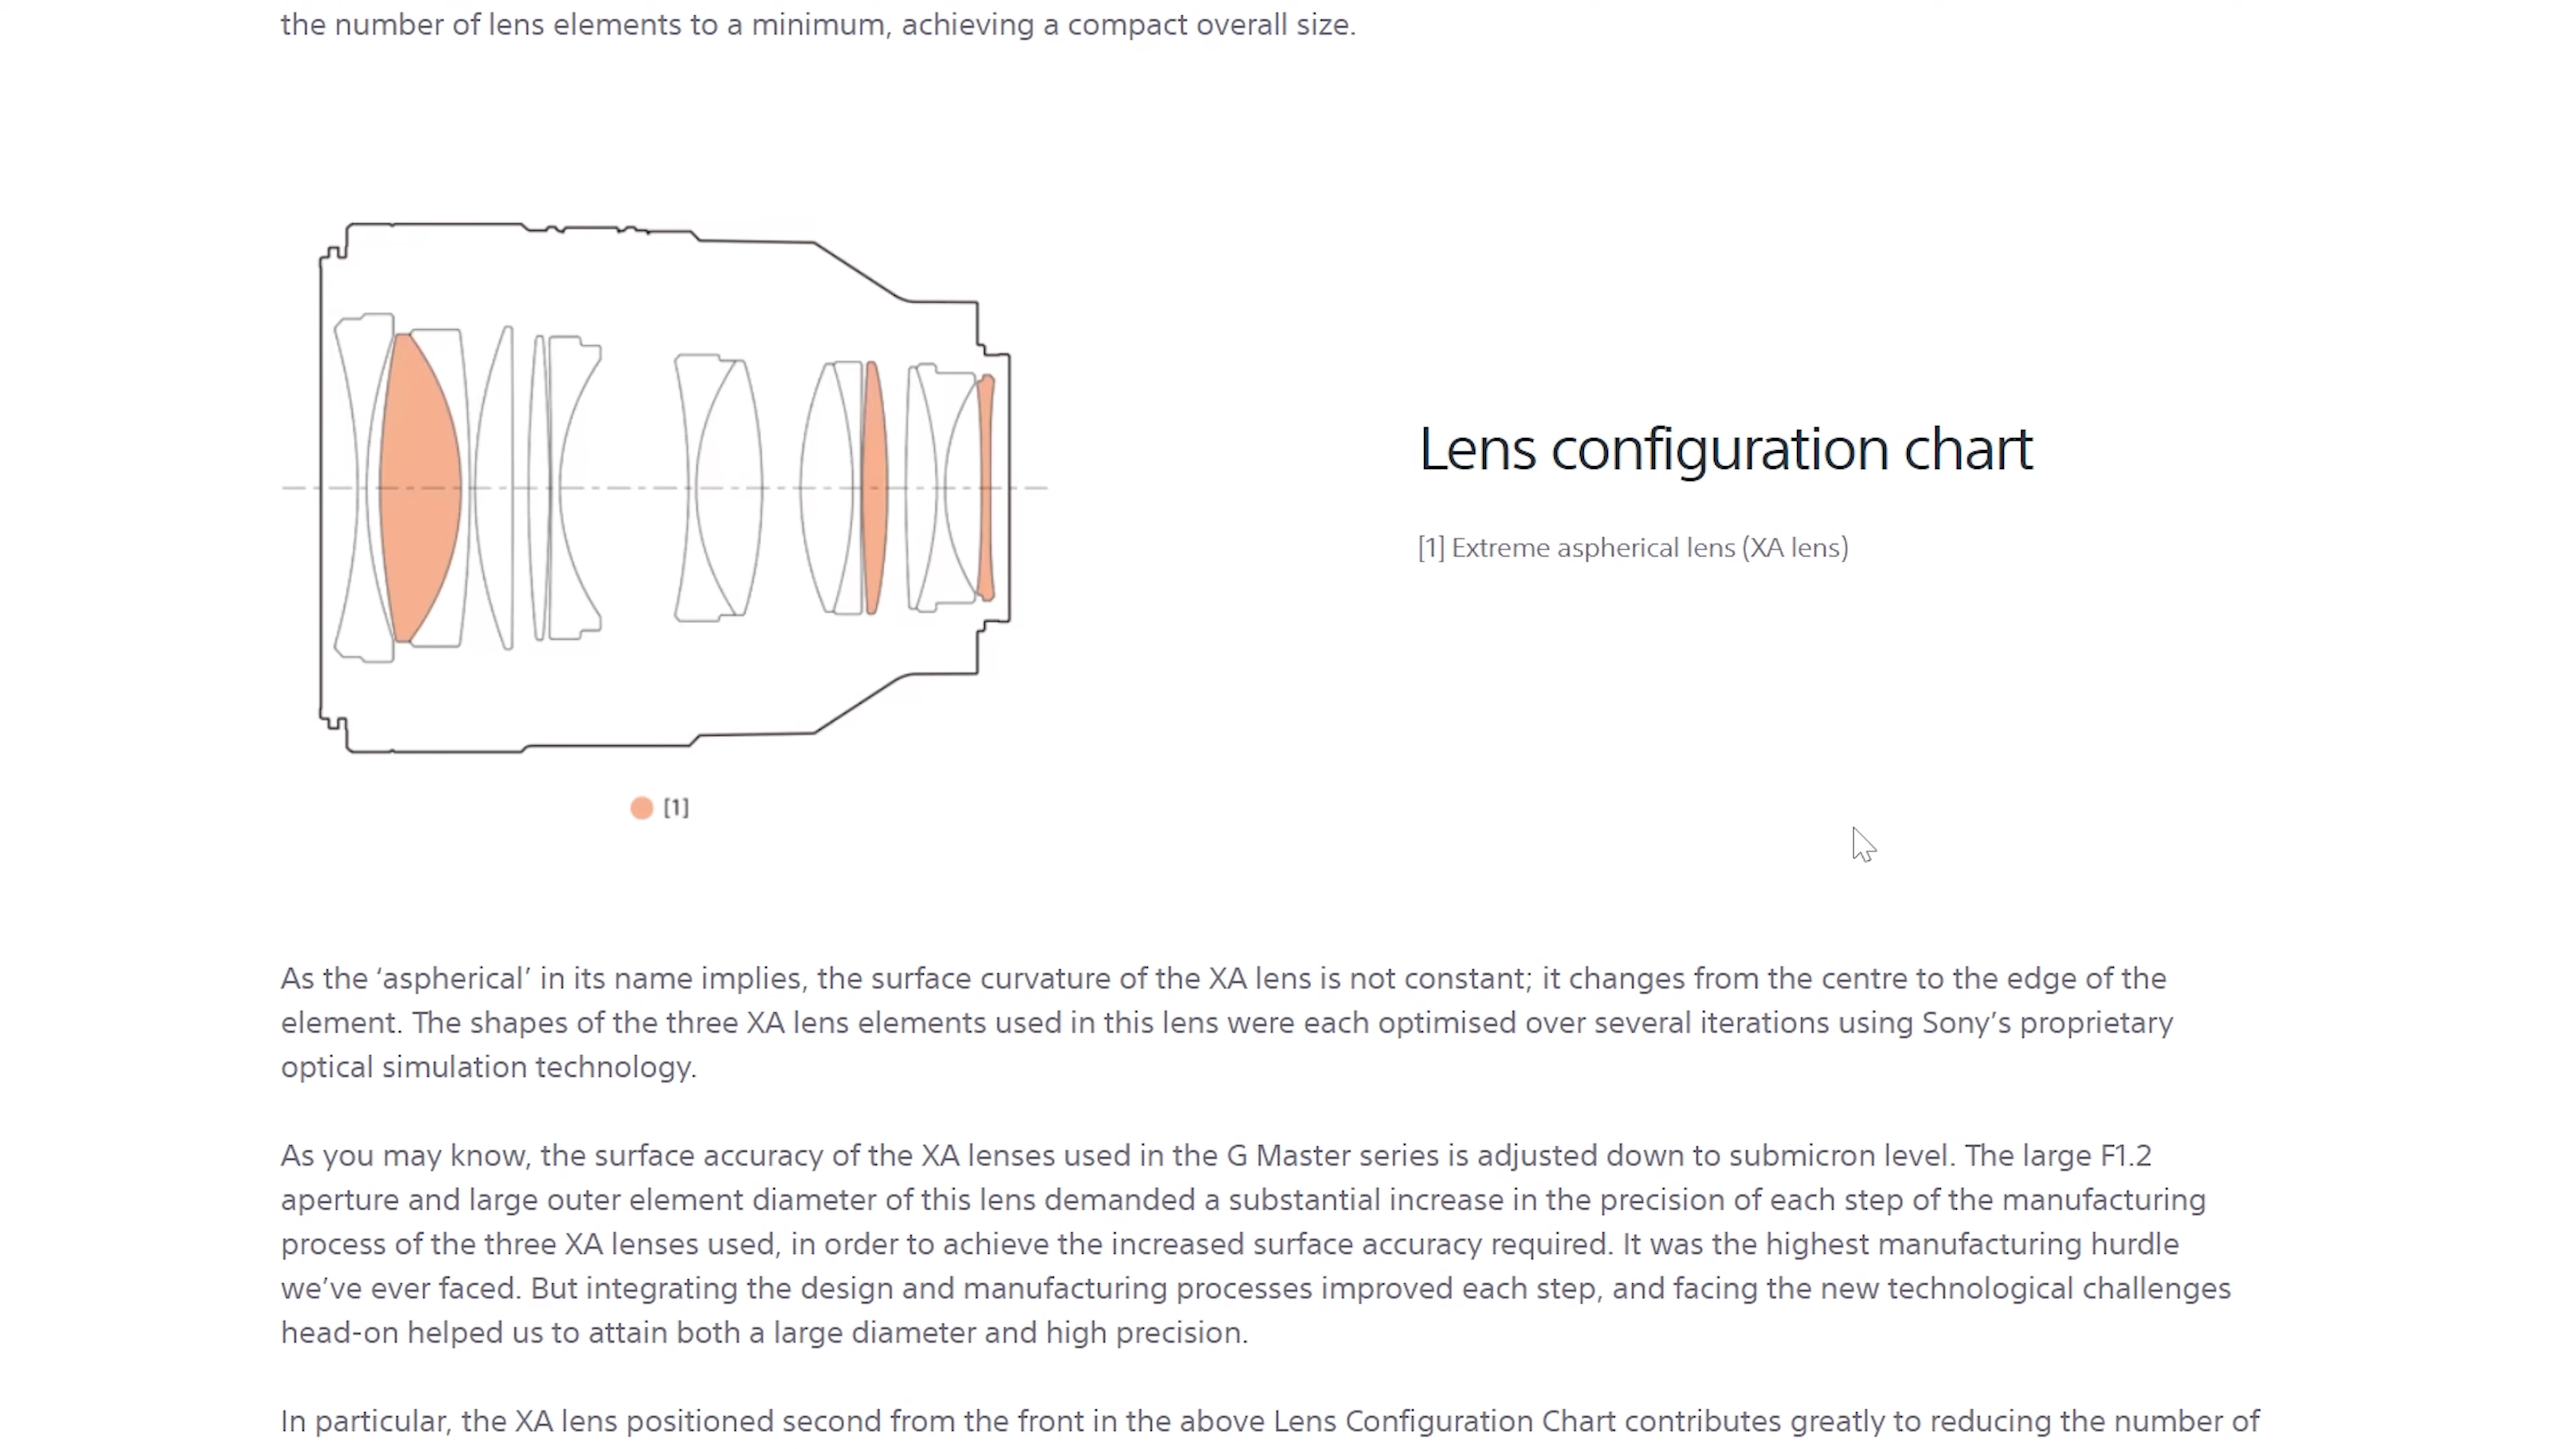 the number of lens elements to a minimum, achieving a compact overall size.
Lens configuration chart
[1] Extreme aspherical lens (XA lens)
[1]
As the ‘aspherical’ in its name implies, the surface curvature of the XA lens is not constant; it changes from the centre to the edge of the
element. The shapes of the three XA lens elements used in this lens were each optimised over several iterations using Sony’s proprietary
optical simulation technology.
As you may know, the surface accuracy of the XA lenses used in the G Master series is adjusted down to submicron level. The large F1.2
aperture and large outer element diameter of this lens demanded a substantial increase in the precision of each step of the manufacturing
process of the three XA lenses used, in order to achieve the increased surface accuracy required. It was the highest manufacturing hurdle
we’ve ever faced. But integrating the design and manufacturing processes improved each step, and facing the new technological challenges
head-on helped us to attain both a large diameter and high precision.
In particular, the XA lens positioned second from the front in the above Lens Configuration Chart contributes greatly to reducing the number of